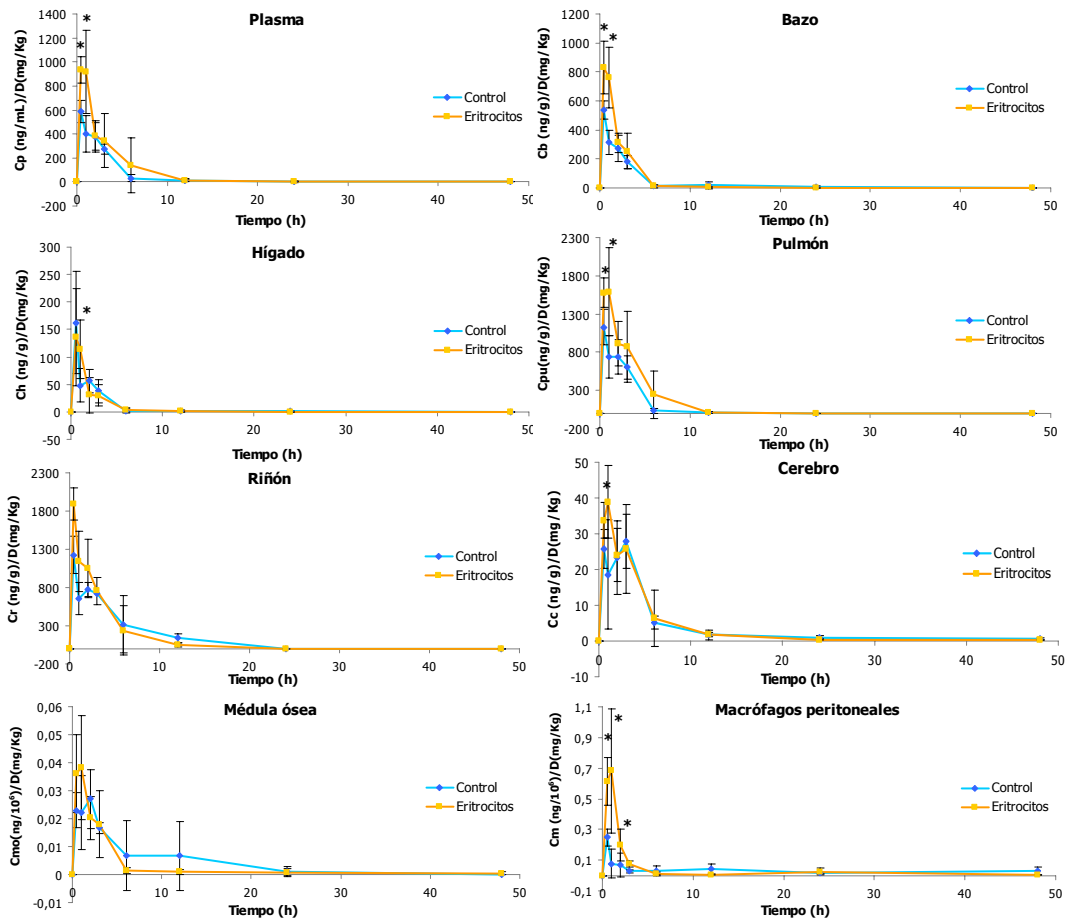 Plasma
Cp (ng/mL)/D(mg/Kg)
1400
1200
1000
800
600
400
200
0
-200
* *
0 10 20 30 40 50
Tiempo (h)
Control
Eritrocitos
Bazo
Cb (ng/g)/D(mg/Kg)
1200
1000
800
600
400
200
0
-200
* *
0 10 20 30 40 50
Tiempo (h)
Control
Eritrocitos
Hígado
Ch (ng/g)/D(mg/Kg)
300
250
200
150
100
50
0
-50
*
0 10 20 30 40 50
Tiempo (h)
Control
Eritrocitos
Pulmón
Cpu(ng/g)/D(mg/Kg)
2300
1800
1300
800
300
-200
* *
0 10 20 30 40 50
Tiempo (h)
Control
Eritrocitos
Riñón
Cr (ng/g)/D(mg/Kg)
2300
1800
1300
800
300
-200
0 10 20 30 40 50
Tiempo (h)
Control
Eritrocitos
Cerebro
Cc (ng/g)/D(mg/Kg)
50
40
30
20
10
0
-10
*
0 10 20 30 40 50
Tiempo (h)
Control
Eritrocitos
Médula ósea
Cmo(ng/10⁶)/D(mg/Kg)
0,06
0,05
0,04
0,03
0,02
0,01
0
-0,01
0 10 20 30 40 50
Tiempo (h)
Control
Eritrocitos
Macrófagos peritoneales
Cm (ng/10⁶)/D(mg/Kg)
1,1
0,9
0,7
0,5
0,3
0,1
-0,1
* * *
0 10 20 30 40 50
Tiempo (h)
Control
Eritrocitos